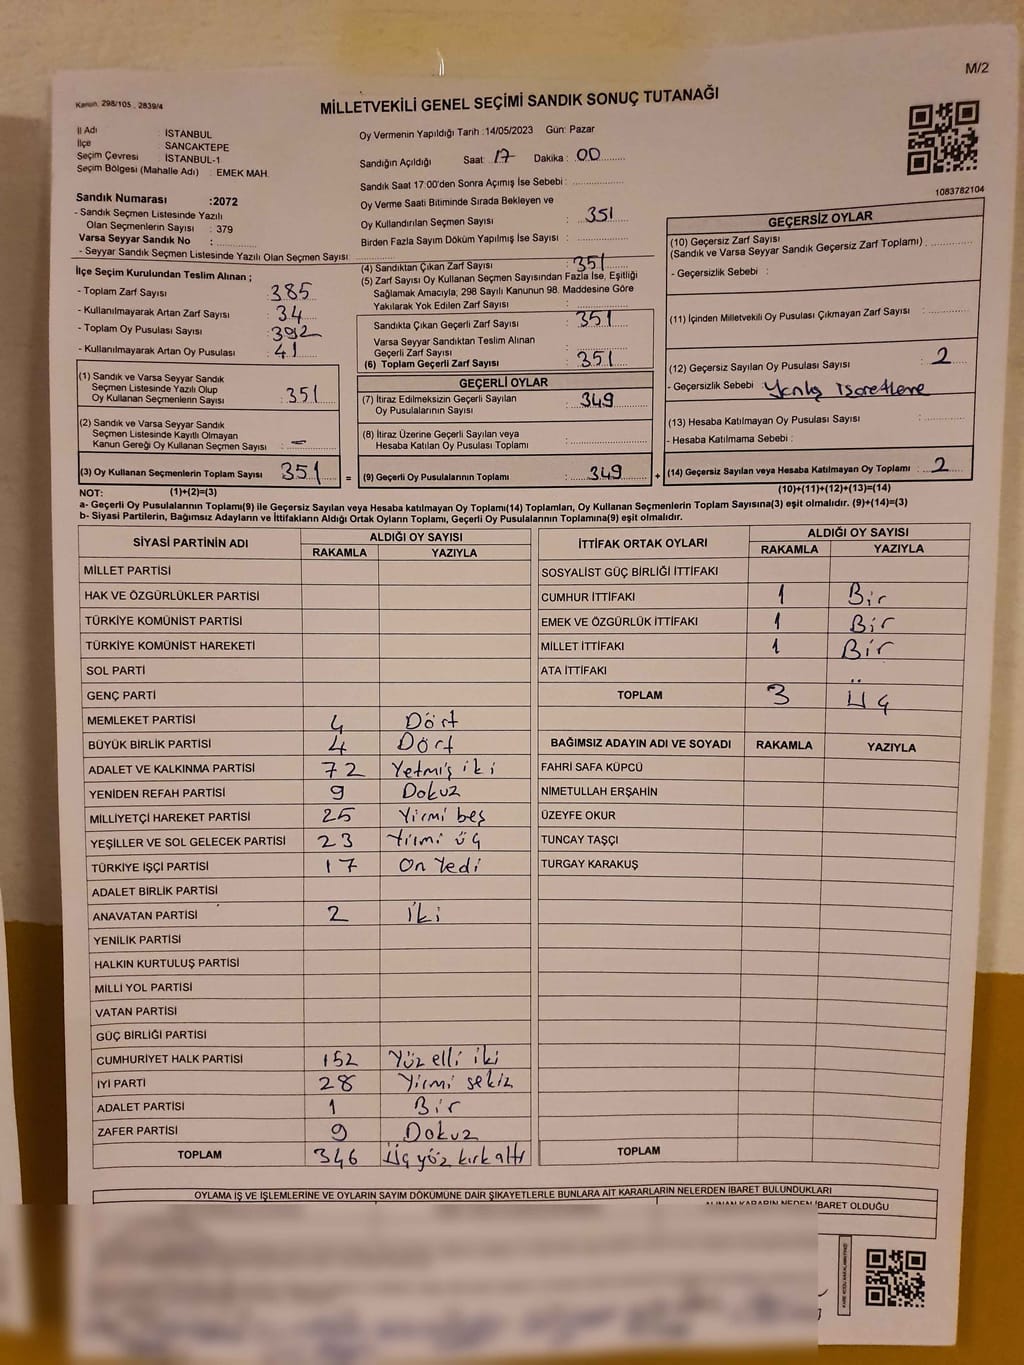 M/2
Kanun. 298/105 , 2839/4
MİLLETVEKİLİ GENEL SEÇİMİ SANDIK SONUÇ TUTANAĞI
İl Adı : İSTANBUL
İlçe : SANCAKTEPE
Seçim Çevresi : İSTANBUL-1
Seçim Bölgesi (Mahalle Adı) : EMEK MAH.
Sandık Numarası :2072
- Sandık Seçmen Listesinde Yazılı
Olan Seçmenlerin Sayısı : 379
Varsa Seyyar Sandık No :
- Seyyar Sandık Seçmen Listesinde Yazılı Olan Seçmen Sayısı:
Oy Vermenin Yapıldığı Tarih :14/05/2023 Gün: Pazar
Sandığın Açıldığı Saat: 17 Dakika : 00
Sandık Saat 17:00'den Sonra Açımış İse Sebebi :
Oy Verme Saati Bitiminde Sırada Bekleyen ve
Oy Kullandırılan Seçmen Sayısı : 351
Birden Fazla Sayım Döküm Yapılmış İse Sayısı :
1083782104
İlçe Seçim Kurulundan Teslim Alınan ;
- Toplam Zarf Sayısı : 385
- Kullanılmayarak Artan Zarf Sayısı : 34
- Toplam Oy Pusulası Sayısı : 392
- Kullanılmayarak Artan Oy Pusulası : 41
(1) Sandık ve Varsa Seyyar Sandık
Seçmen Listesinde Yazılı Olup
Oy Kullanan Seçmenlerin Sayısı : 351
(2) Sandık ve Varsa Seyyar Sandık
Seçmen Listesinde Kayıtlı Olmayan
Kanun Gereği Oy Kullanan Seçmen Sayısı : -
(3) Oy Kullanan Seçmenlerin Toplam Sayısı : 351 =
(4) Sandıktan Çıkan Zarf Sayısı : 351
(5) Zarf Sayısı Oy Kullanan Seçmen Sayısından Fazla İse, Eşitliği
Sağlamak Amacıyla; 298 Sayılı Kanunun 98. Maddesine Göre
Yakılarak Yok Edilen Zarf Sayısı :
Sandıkta Çıkan Geçerli Zarf Sayısı : 351
Varsa Seyyar Sandıktan Teslim Alınan
Geçerli Zarf Sayısı :
(6) Toplam Geçerli Zarf Sayısı : 351
GEÇERLİ OYLAR
(7) İtiraz Edilmeksizin Geçerli Sayılan
Oy Pusulalarının Sayısı : 349
(8) İtiraz Üzerine Geçerli Sayılan veya
Hesaba Katılan Oy Pusulası Toplamı :
(9) Geçerli Oy Pusulalarının Toplamı : 349 +
GEÇERSİZ OYLAR
(10) Geçersiz Zarf Sayısı
(Sandık ve Varsa Seyyar Sandık Geçersiz Zarf Toplamı) :
- Geçersizlik Sebebi :
(11) İçinden Milletvekili Oy Pusulası Çıkmayan Zarf Sayısı :
(12) Geçersiz Sayılan Oy Pusulası Sayısı : 2
- Geçersizlik Sebebi : Yanlış isaretleme
(13) Hesaba Katılmayan Oy Pusulası Sayısı :
- Hesaba Katılmama Sebebi :
(14) Geçersiz Sayılan veya Hesaba Katılmayan Oy Toplamı : 2
NOT: (1)+(2)=(3) (10)+(11)+(12)+(13)=(14)
a- Geçerli Oy Pusulaları Toplamı(9) ile Geçersiz Sayılan veya Hesaba katılmayan Oy Toplamı(14) Toplamları, Oy Kullanan Seçmenlerin Toplam Sayısına(3) eşit olmalıdır. (9)+(14)=(3)
b- Siyasi Partilerin, Bağımsız Adayların ve İttifakların Aldığı Ortak Oyların Toplamı, Geçerli Oy Pusulalarının Toplamına(9) eşit olmalıdır.
SİYASİ PARTİNİN ADI ALDIĞI OY SAYISI
RAKAMLA YAZIYLA
MİLLET PARTİSİ
HAK VE ÖZGÜRLÜKLER PARTİSİ
TÜRKİYE KOMÜNİST PARTİSİ
TÜRKİYE KOMÜNİST HAREKETİ
SOL PARTİ
GENÇ PARTİ
MEMLEKET PARTİSİ 4 Dört
BÜYÜK BİRLİK PARTİSİ 4 Dört
ADALET VE KALKINMA PARTİSİ 72 Yetmiş iki
YENİDEN REFAH PARTİSİ 9 Dokuz
MİLLİYETÇİ HAREKET PARTİSİ 25 Yirmi beş
YEŞİLLER VE SOL GELECEK PARTİSİ 23 Yirmi üç
TÜRKİYE İŞÇİ PARTİSİ 17 On Yedi
ADALET BİRLİK PARTİSİ
ANAVATAN PARTİSİ 2 İki
YENİLİK PARTİSİ
HALKIN KURTULUŞ PARTİSİ
MİLLİ YOL PARTİSİ
VATAN PARTİSİ
GÜÇ BİRLİĞİ PARTİSİ
CUMHURİYET HALK PARTİSİ 152 Yüz elli iki
İYİ PARTİ 28 Yirmi sekiz
ADALET PARTİSİ 1 Bir
ZAFER PARTİSİ 9 Dokuz
TOPLAM 346 Üç yüz kırk altı
İTTİFAK ORTAK OYLARI ALDIĞI OY SAYISI
RAKAMLA YAZIYLA
SOSYALİST GÜÇ BİRLİĞİ İTTİFAKI
CUMHUR İTTİFAKI 1 Bir
EMEK VE ÖZGÜRLÜK İTTİFAKI 1 Bir
MİLLET İTTİFAKI 1 Bir
ATA İTTİFAKI
TOPLAM 3 Üç
BAĞIMSIZ ADAYIN ADI VE SOYADI RAKAMLA YAZIYLA
FAHRİ SAFA KÜPCÜ
NİMETULLAH ERŞAHİN
ÜZEYFE OKUR
TUNCAY TAŞÇI
TURGAY KARAKUŞ
TOPLAM
OYLAMA İŞ VE İŞLEMLERİNE VE OYLARIN SAYIM DÖKÜMÜNE DAİR ŞİKAYETLERLE BUNLARA AİT KARARLARIN NELERDEN İBARET BULUNDUKLARI
ALINAN KARARIN NEDEN İBARET OLDUĞU